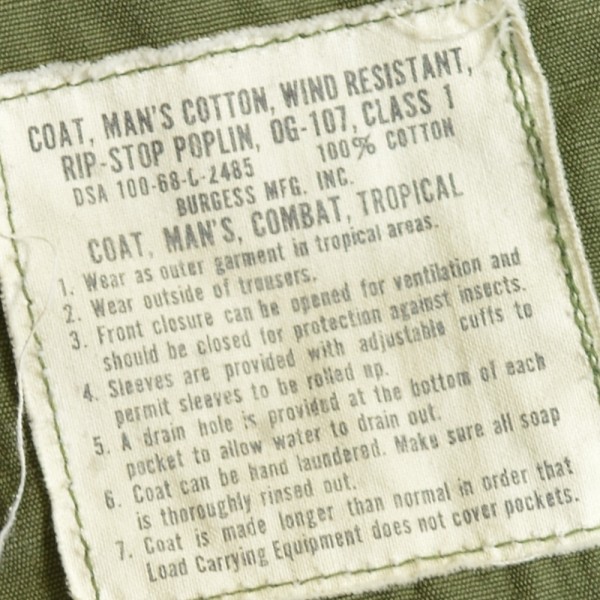 COAT, MAN'S COTTON, WIND RESISTANT,
RIP-STOP POPLIN, OG-107, CLASS 1
DSA 100-68-C-2485 100% COTTON
BURGESS MFG. INC.
COAT, MAN'S, COMBAT, TROPICAL
1. Wear as outer garment in tropical areas.
2. Wear outside of trousers.
3. Front closure can be opened for ventilation and
should be closed for protection against insects.
4. Sleeves are provided with adjustable cuffs to
permit sleeves to be rolled up.
5. A drain hole is provided at the bottom of each
pocket to allow water to drain out.
6. Coat can be hand laundered. Make sure all soap
is thoroughly rinsed out.
7. Coat is made longer than normal in order that
Load Carrying Equipment does not cover pockets.